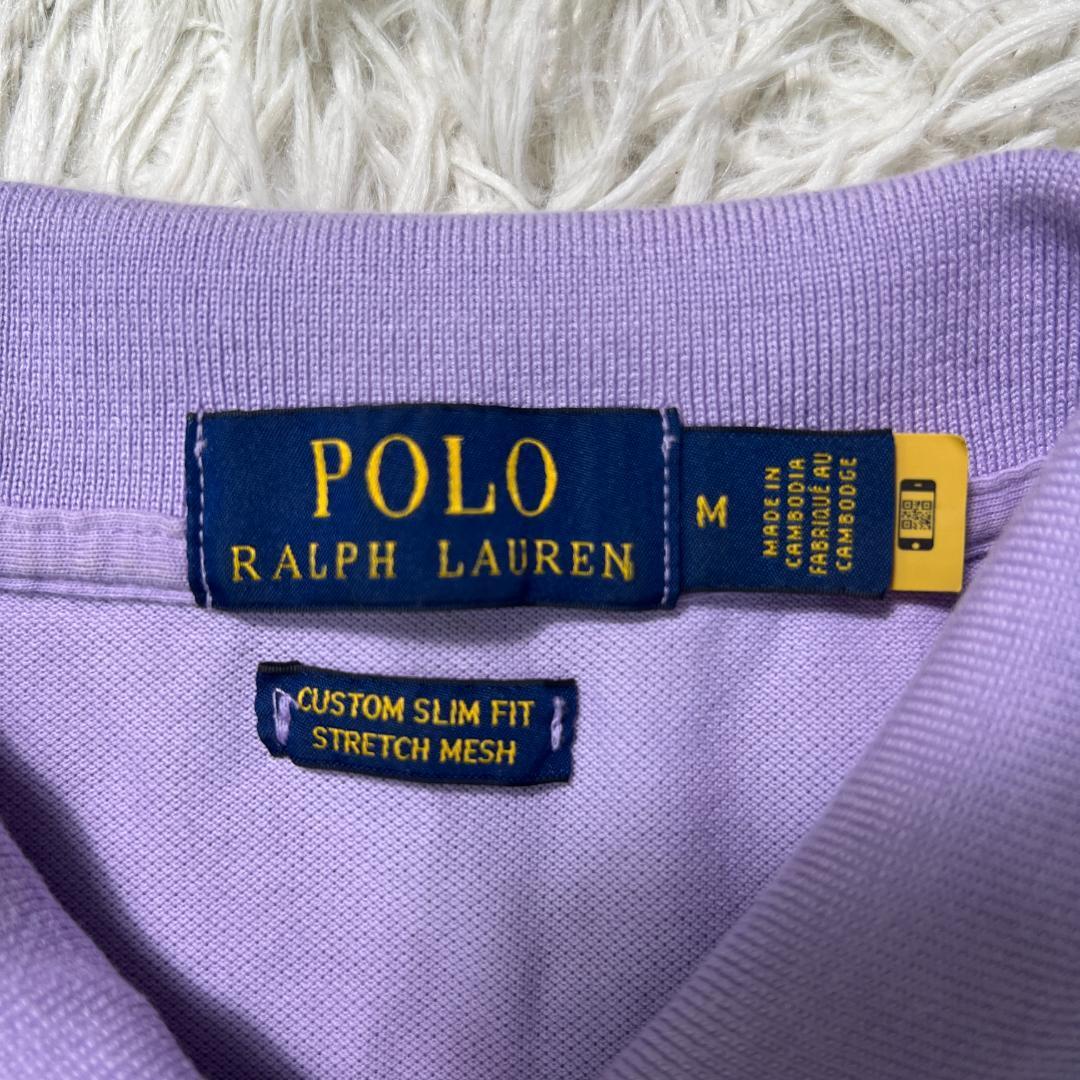 POLO
RALPH LAUREN
M
MADE IN
CAMBODIA
FABRIQUÉ AU
CAMBODGE
CUSTOM SLIM FIT
STRETCH MESH